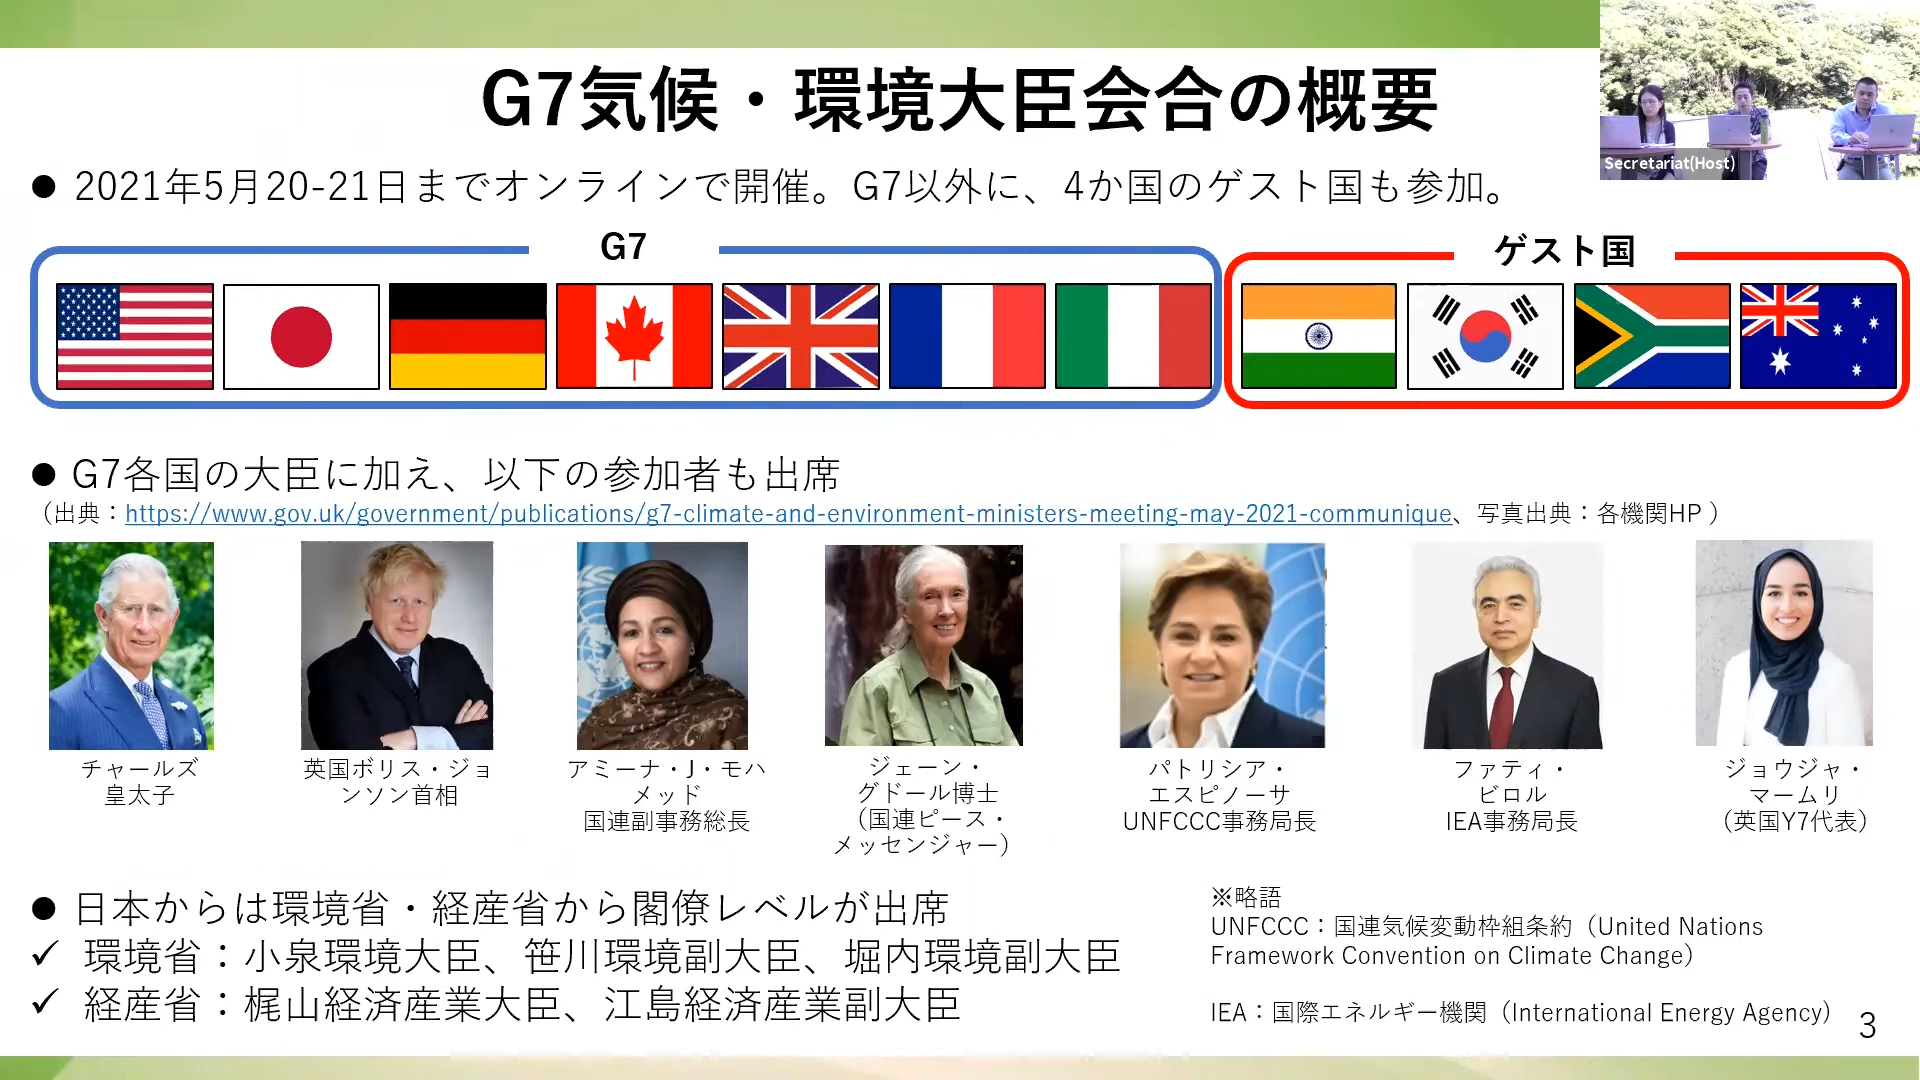 G7気候・環境大臣会合の概要
Secretariat(Host)
● 2021年5月20-21日までオンラインで開催。G7以外に、4か国のゲスト国も参加。
G7
ゲスト国
● G7各国の大臣に加え、以下の参加者も出席
（出典：https://www.gov.uk/government/publications/g7-climate-and-environment-ministers-meeting-may-2021-communique、写真出典：各機関HP ）
チャールズ
皇太子
英国ボリス・ジョ
ンソン首相
アミーナ・J・モハ
メッド
国連副事務総長
ジェーン・
グドール博士
（国連ピース・
メッセンジャー）
パトリシア・
エスピノーサ
UNFCCC事務局長
ファティ・
ビロル
IEA事務局長
ジョウジャ・
マームリ
（英国Y7代表）
● 日本からは環境省・経産省から閣僚レベルが出席
✓ 環境省：小泉環境大臣、笹川環境副大臣、堀内環境副大臣
✓ 経産省：梶山経済産業大臣、江島経済産業副大臣
※略語
UNFCCC：国連気候変動枠組条約（United Nations
Framework Convention on Climate Change）
IEA：国際エネルギー機関（International Energy Agency）
3